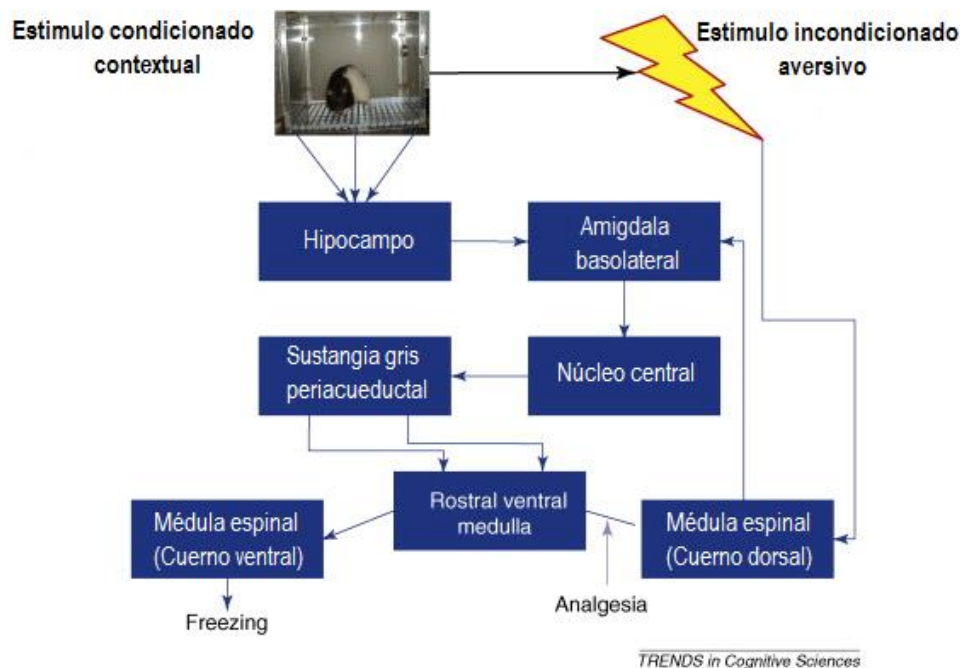 Estimulo condicionado
contextual
Estimulo incondicionado
aversivo
Hipocampo
Amigdala
basolateral
Sustangia gris
periacueductal
Núcleo central
Rostral ventral
medulla
Médula espinal
(Cuerno ventral)
Médula espinal
(Cuerno dorsal)
Analgesia
Freezing
TRENDS in Cognitive Sciences